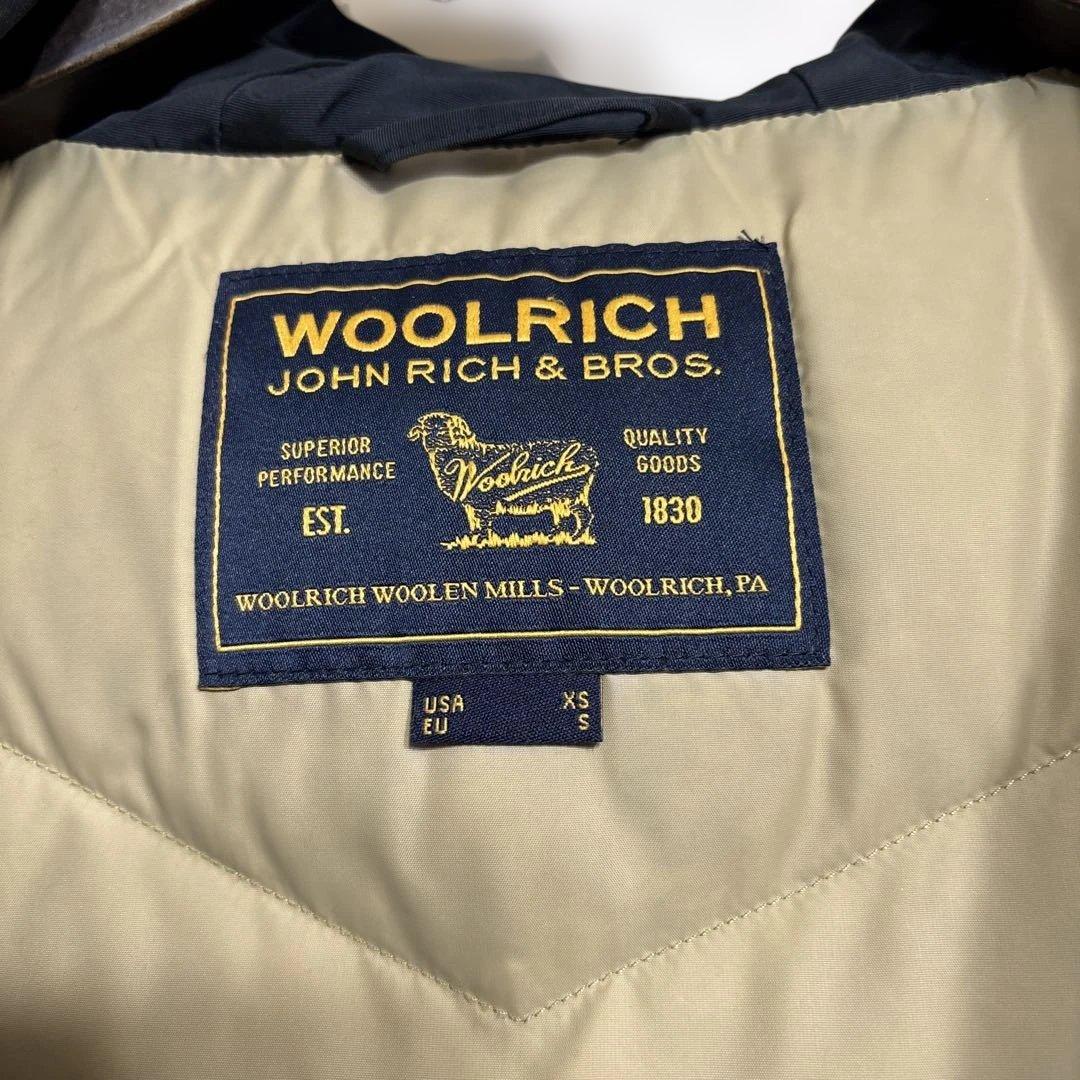 WOOLRICH
JOHN RICH & BROS.
SUPERIOR
PERFORMANCE
EST.
Woolrich
QUALITY
GOODS
1830
WOOLRICH WOOLEN MILLS - WOOLRICH, PA
USA XS
EU S